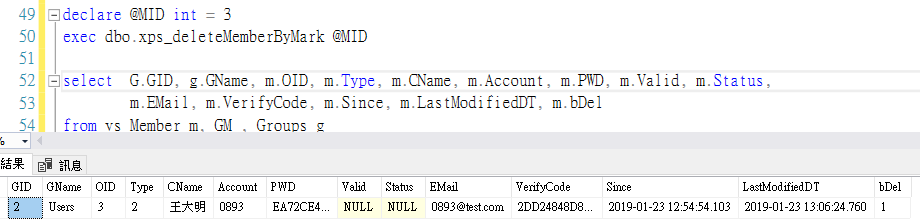 49 declare @MID int = 3
50 exec dbo.xps_deleteMemberByMark @MID
51
52 select G.GID, g.GName, m.OID, m.Type, m.CName, m.Account, m.PWD, m.Valid, m.Status,
53 m.EMail, m.VerifyCode, m.Since, m.LastModifiedDT, m.bDel
54 from vs_Member m, GM , Groups g
%
結果 訊息
GID GName OID Type CName Account PWD Valid Status EMail VerifyCode Since LastModifiedDT bDel
2 Users 3 2 王大明 0893 EA72CE4... NULL NULL 0893@test.com 2DD24848D8... 2019-01-23 12:54:54.103 2019-01-23 13:06:24.760 1